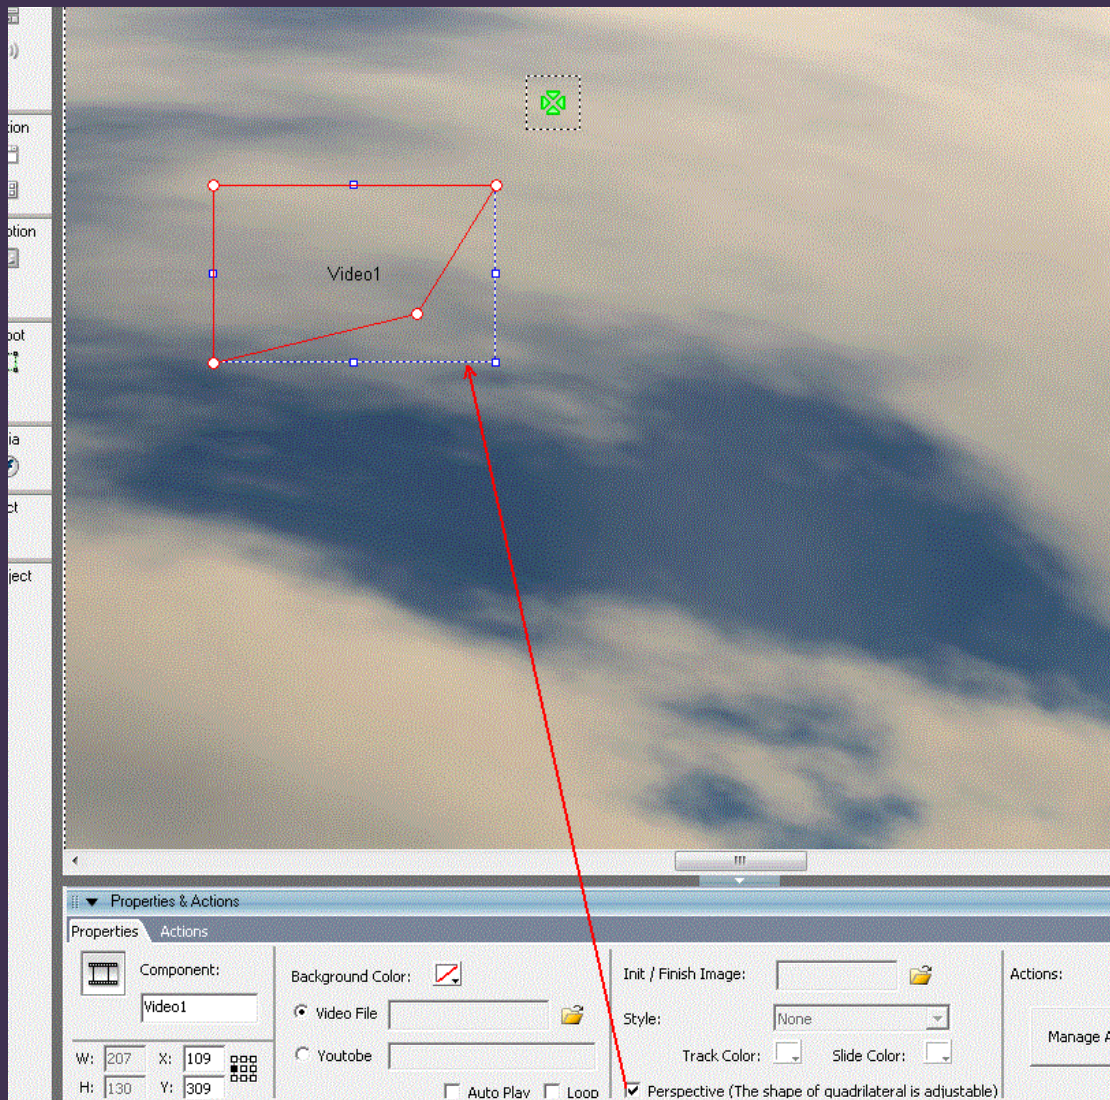 tion
Video1
ption
pot
ia
ct
ject
Properties & Actions
Properties
Actions
Component:
Video1
W: 207 X: 109
H: 130 Y: 309
Background Color:
Video File
Youtobe
Auto Play
Loop
Init / Finish Image:
Style: None
Track Color: Slide Color:
Perspective (The shape of quadrilateral is adjustable)
Actions:
Manage A